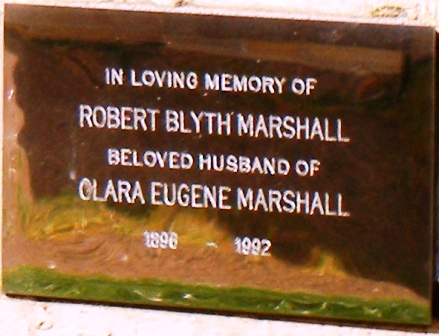 IN LOVING MEMORY OF
ROBERT BLYTH MARSHALL
BELOVED HUSBAND OF
CLARA EUGENE MARSHALL
1896 - 1992